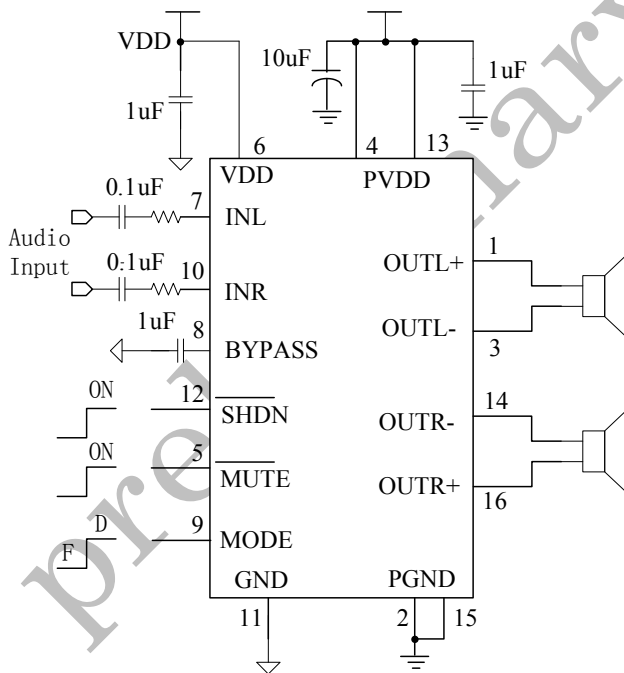 VDD
10uF
1uF
1uF
6
4
13
VDD
PVDD
0.1uF
7
INL
Audio
Input
0.1uF
10
INR
1
OUTL+
1uF
8
BYPASS
OUTL-
3
ON
12
SHDN
14
OUTR-
ON
5
MUTE
OUTR+
16
F
D
9
MODE
GND
PGND
11
2
15